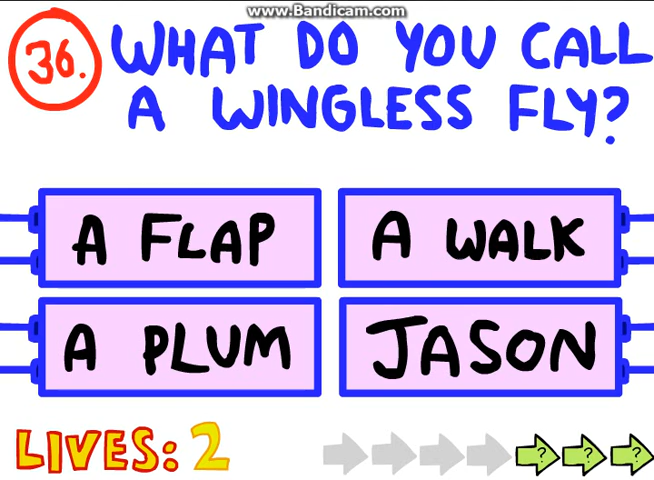 www.Bandicam.com
36. WHAT DO YOU CALL
A WINGLESS FLY?
A FLAP
A WALK
A PLUM
JASON
LIVES: 2
? ? ?